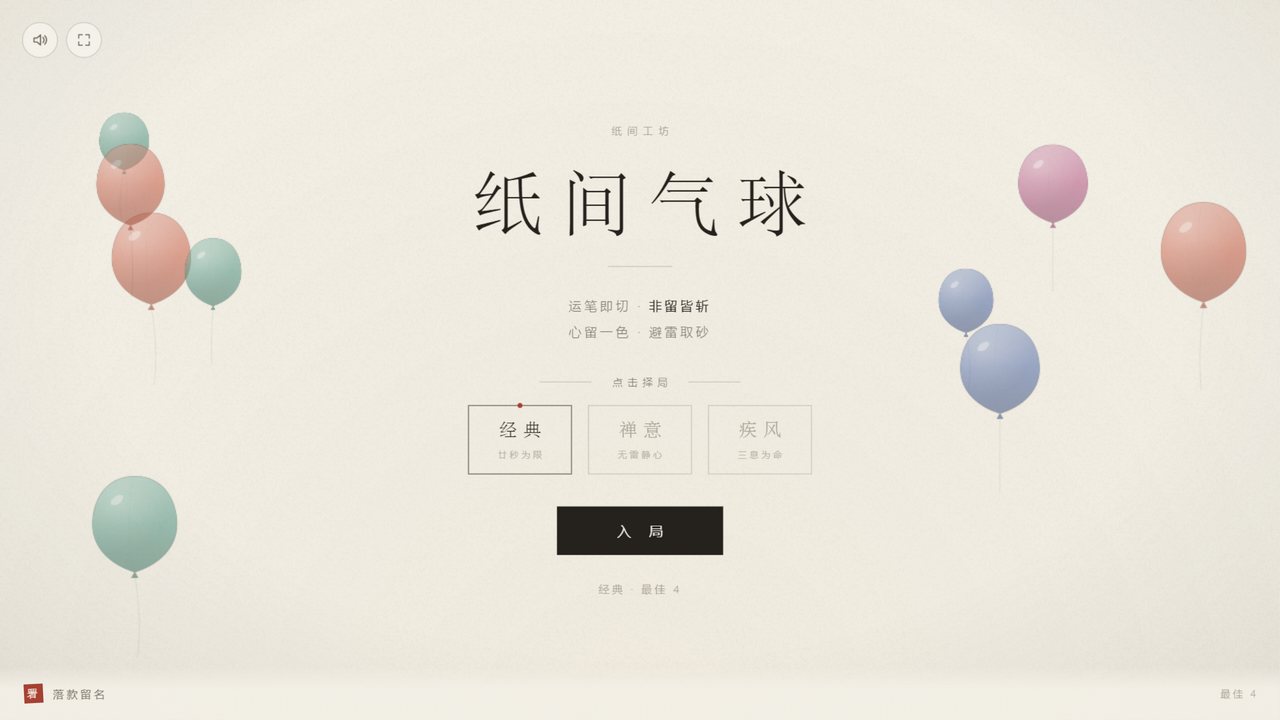 纸间工坊
纸间气球
运笔即切 · 非留皆斩
心留一色 · 避雷取砂
点击择局
经典
廿秒为限
禅意
无雷静心
疾风
三息为命
入 局
经典 · 最佳 4
署 落款留名
最佳 4